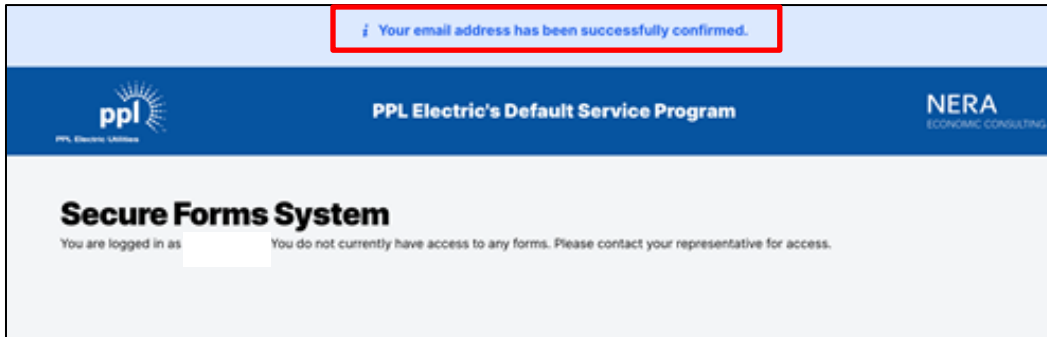 i Your email address has been successfully confirmed.
ppl
PPL Electric Utilities
PPL Electric's Default Service Program
NERA
ECONOMIC CONSULTING
Secure Forms System
You are logged in as You do not currently have access to any forms. Please contact your representative for access.